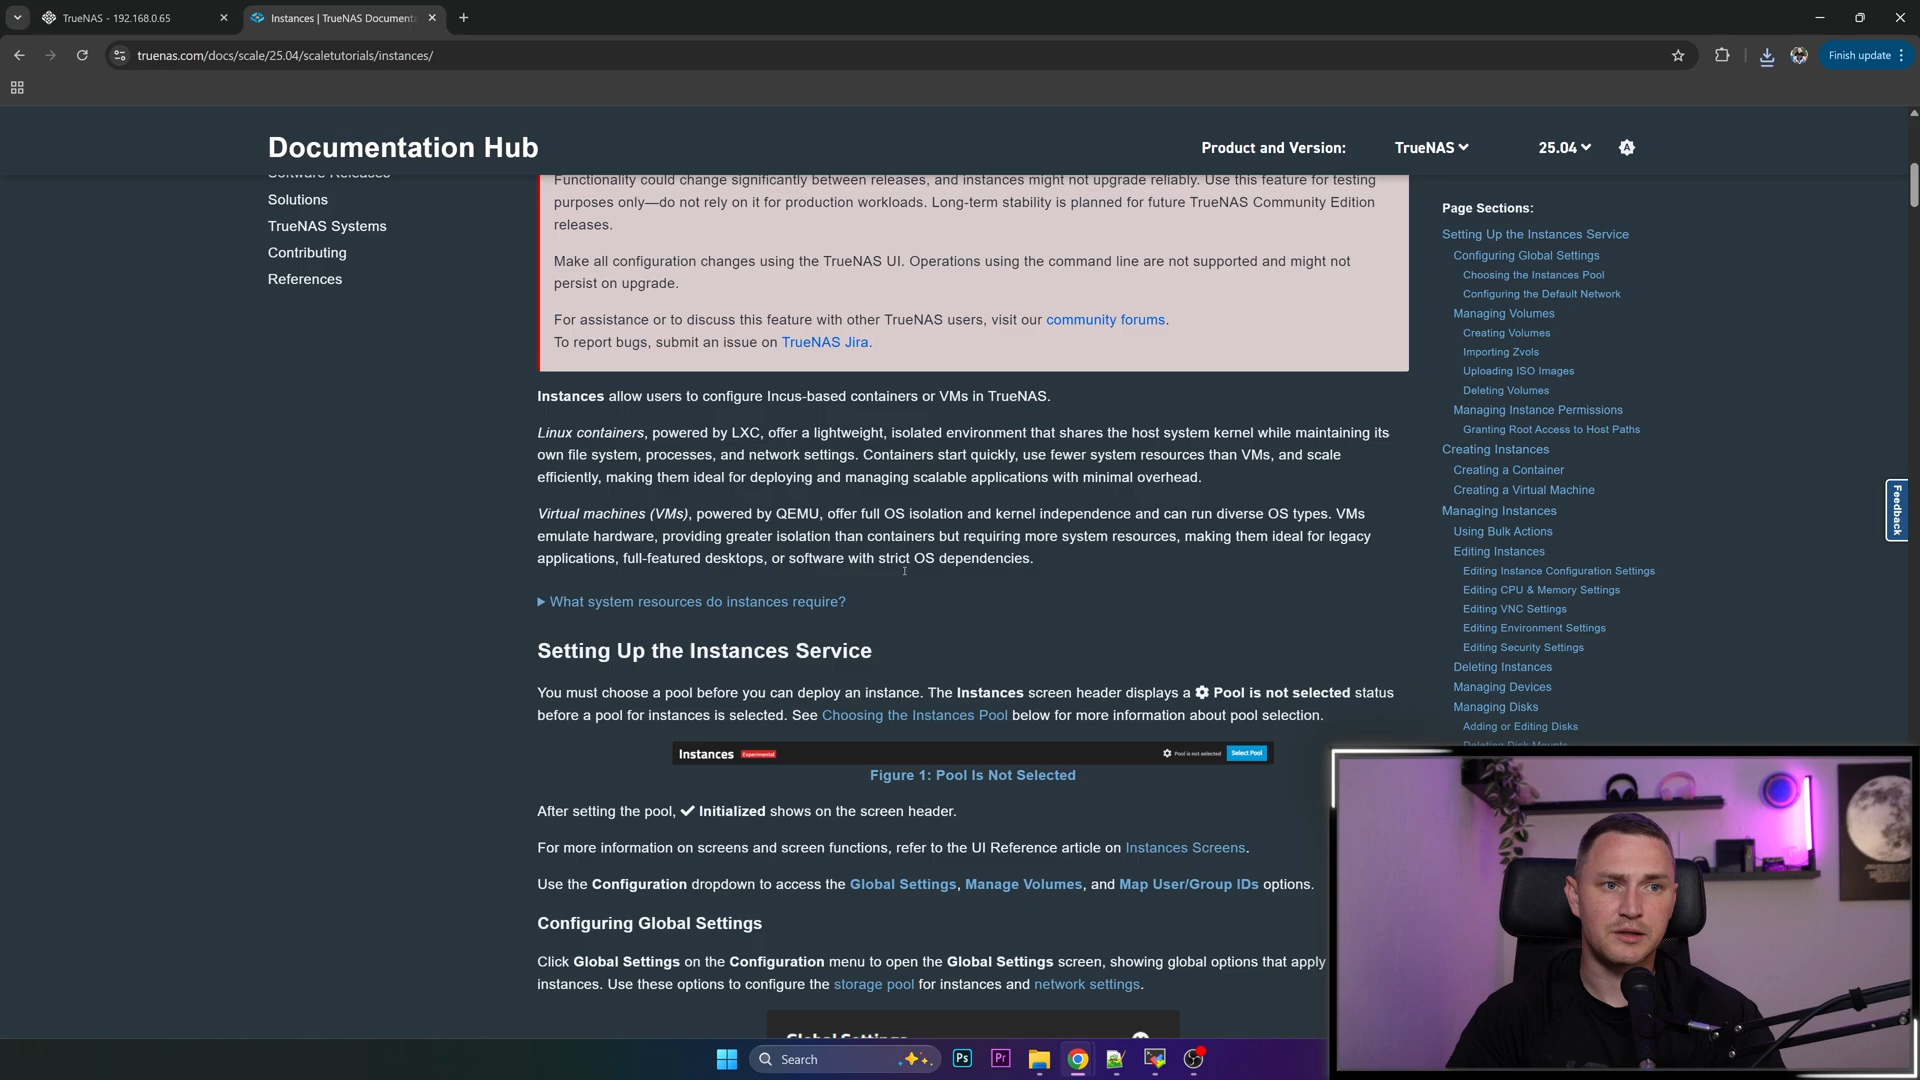 TrueNAS - 192.168.0.65
Instances | TrueNAS Documenta
truenas.com/docs/scale/25.04/scaletutorials/instances/
Finish update
Documentation Hub
Product and Version:
TrueNAS
25.04
Software Releases
Solutions
TrueNAS Systems
Contributing
References
Functionality could change significantly between releases, and instances might not upgrade reliably. Use this feature for testing
purposes only—do not rely on it for production workloads. Long-term stability is planned for future TrueNAS Community Edition
releases.
Make all configuration changes using the TrueNAS UI. Operations using the command line are not supported and might not
persist on upgrade.
For assistance or to discuss this feature with other TrueNAS users, visit our community forums.
To report bugs, submit an issue on TrueNAS Jira.
Instances allow users to configure Incus-based containers or VMs in TrueNAS.
Linux containers, powered by LXC, offer a lightweight, isolated environment that shares the host system kernel while maintaining its
own file system, processes, and network settings. Containers start quickly, use fewer system resources than VMs, and scale
efficiently, making them ideal for deploying and managing scalable applications with minimal overhead.
Virtual machines (VMs), powered by QEMU, offer full OS isolation and kernel independence and can run diverse OS types. VMs
emulate hardware, providing greater isolation than containers but requiring more system resources, making them ideal for legacy
applications, full-featured desktops, or software with strict OS dependencies.
What system resources do instances require?
Setting Up the Instances Service
You must choose a pool before you can deploy an instance. The Instances screen header displays a Pool is not selected status
before a pool for instances is selected. See Choosing the Instances Pool below for more information about pool selection.
Instances Experimental Pool is not selected Select Pool
Figure 1: Pool Is Not Selected
After setting the pool, Initialized shows on the screen header.
For more information on screens and screen functions, refer to the UI Reference article on Instances Screens.
Use the Configuration dropdown to access the Global Settings, Manage Volumes, and Map User/Group IDs options.
Configuring Global Settings
Click Global Settings on the Configuration menu to open the Global Settings screen, showing global options that apply
instances. Use these options to configure the storage pool for instances and network settings.
Global Settings
Page Sections:
Setting Up the Instances Service
Configuring Global Settings
Choosing the Instances Pool
Configuring the Default Network
Managing Volumes
Creating Volumes
Importing Zvols
Uploading ISO Images
Deleting Volumes
Managing Instance Permissions
Granting Root Access to Host Paths
Creating Instances
Creating a Container
Creating a Virtual Machine
Managing Instances
Using Bulk Actions
Editing Instances
Editing Instance Configuration Settings
Editing CPU & Memory Settings
Editing VNC Settings
Editing Environment Settings
Editing Security Settings
Deleting Instances
Managing Devices
Managing Disks
Adding or Editing Disks
Deleting Disk Mounts
Feedback
Search
Ps
Pr